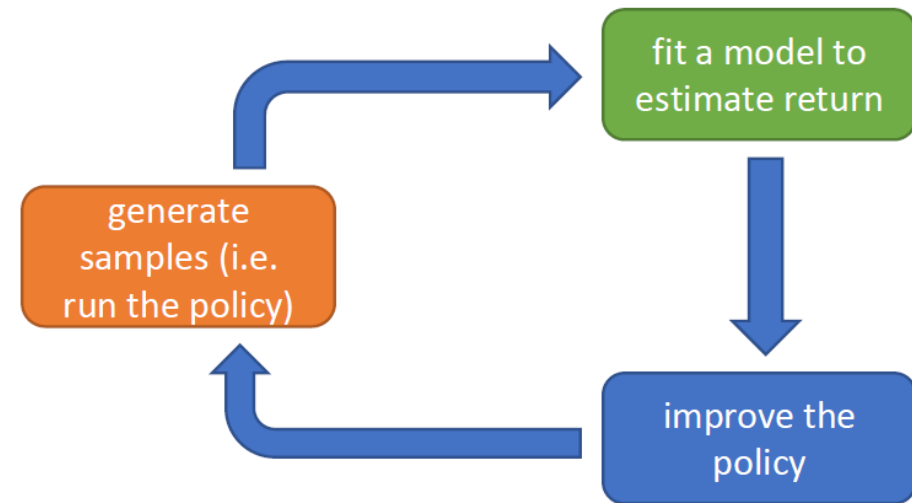 fit a model to
estimate return
generate
samples (i.e.
run the policy)
improve the
policy